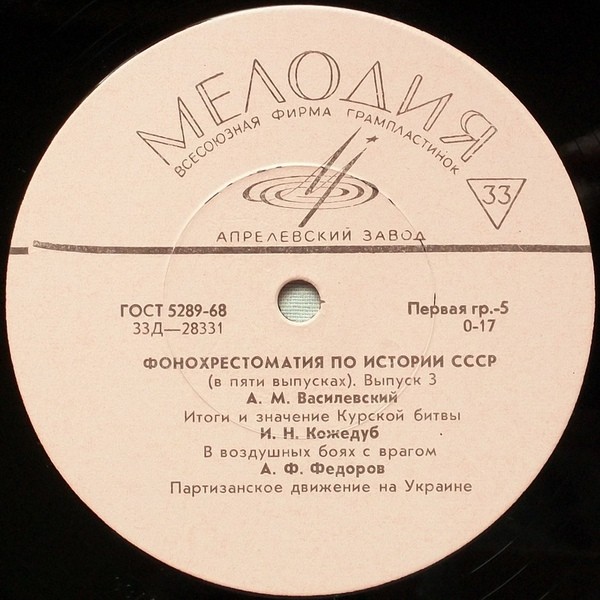 МЕЛОДИЯ
ВСЕСОЮЗНАЯ ФИРМА ГРАМПЛАСТИНОК
33
АПРЕЛЕВСКИЙ ЗАВОД
ГОСТ 5289-68
Первая гр.-5
33Д—28331
0-17
ФОНОХРЕСТОМАТИЯ ПО ИСТОРИИ СССР
(в пяти выпусках). Выпуск 3
А. М. Василевский
Итоги и значение Курской битвы
И. Н. Кожедуб
В воздушных боях с врагом
А. Ф. Федоров
Партизанское движение на Украине